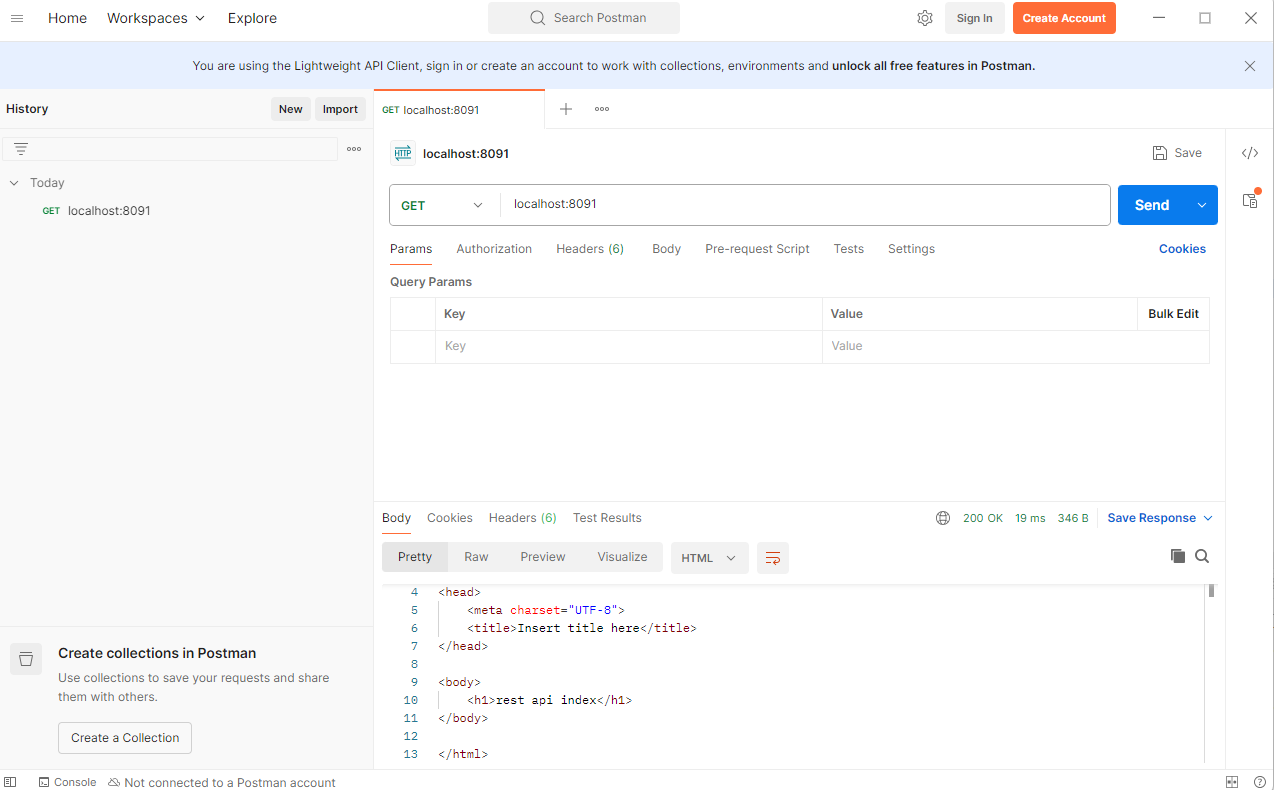 Home Workspaces Explore Search Postman Sign In Create Account
You are using the Lightweight API Client, sign in or create an account to work with collections, environments and unlock all free features in Postman.
History New Import
GET localhost:8091
HTTP localhost:8091 Save
Today
GET localhost:8091
GET localhost:8091 Send
Params Authorization Headers (6) Body Pre-request Script Tests Settings Cookies
Query Params
Key Value Bulk Edit
Key Value
Body Cookies Headers (6) Test Results 200 OK 19 ms 346 B Save Response
Pretty Raw Preview Visualize HTML
4 <head>
5 <meta charset="UTF-8">
6 <title>Insert title here</title>
7 </head>
8
9 <body>
10 <h1>rest api index</h1>
11 </body>
12
13 </html>
Create collections in Postman
Use collections to save your requests and share
them with others.
Create a Collection
Console Not connected to a Postman account